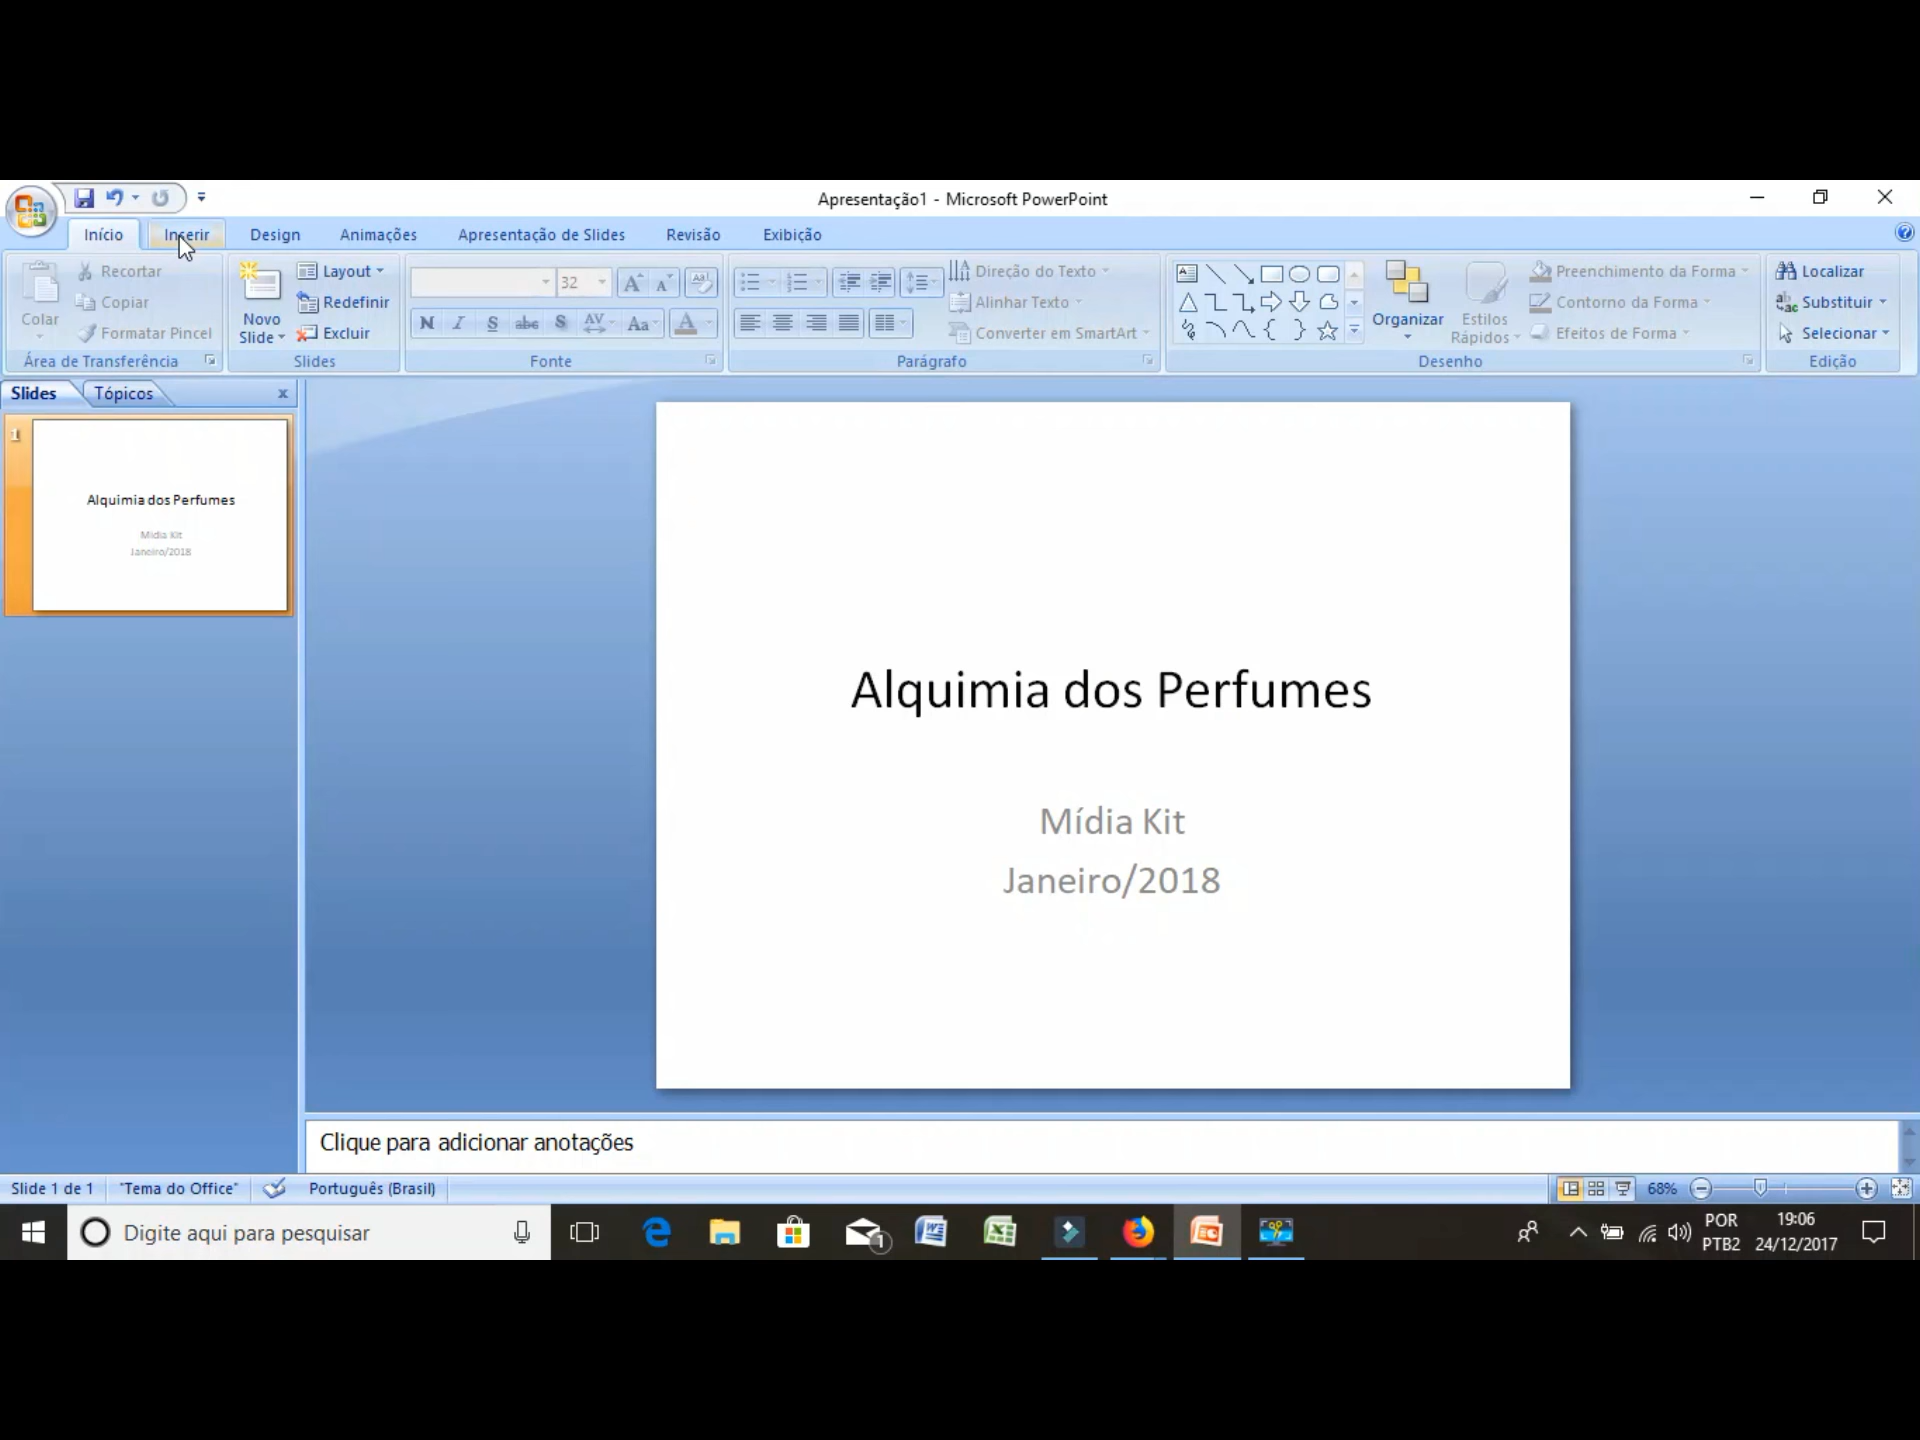 Apresentação1 - Microsoft PowerPoint
Início Inserir Design Animações Apresentação de Slides Revisão Exibição
Colar
Recortar
Copiar
Formatar Pincel
Área de Transferência
Novo Slide
Layout
Redefinir
Excluir
Slides
32
N I S abc S AV Aa A
Fonte
Direção do Texto
Alinhar Texto
Converter em SmartArt
Parágrafo
Organizar
Estilos Rápidos
Preenchimento da Forma
Contorno da Forma
Efeitos de Forma
Desenho
Localizar
Substituir
Selecionar
Edição
Slides Tópicos x
1
Alquimia dos Perfumes
Mídia Kit
Janeiro/2018
Alquimia dos Perfumes
Mídia Kit
Janeiro/2018
Clique para adicionar anotações
Slide 1 de 1 "Tema do Office" Português (Brasil) 68%
Digite aqui para pesquisar
1
POR
PTB2
19:06
24/12/2017